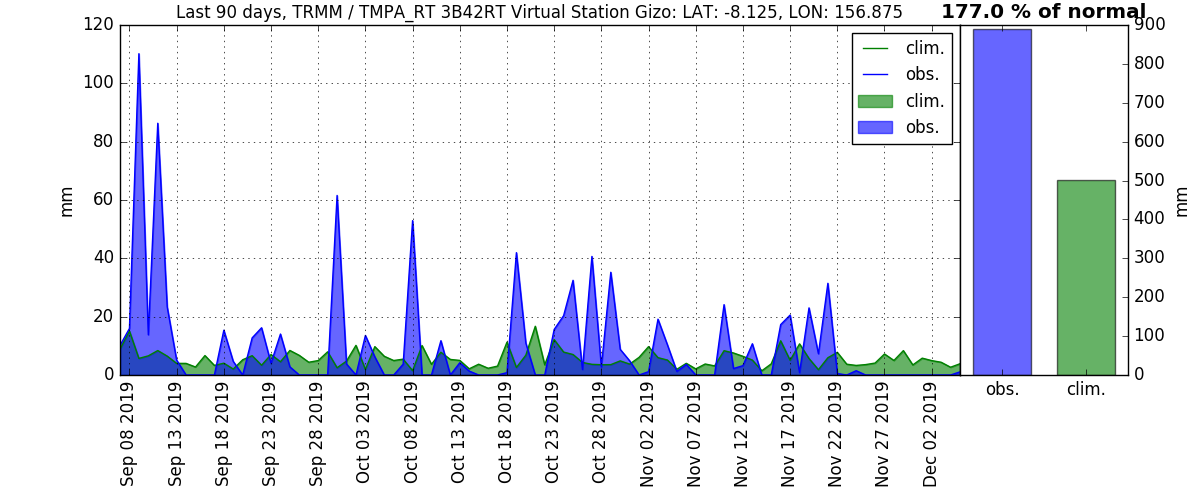 Last 90 days, TRMM / TMPA_RT 3B42RT Virtual Station Gizo: LAT: -8.125, LON: 156.875
177.0 % of normal
120
100
80
60
40
20
0
mm
clim.
obs.
clim.
obs.
Sep 08 2019
Sep 13 2019
Sep 18 2019
Sep 23 2019
Sep 28 2019
Oct 03 2019
Oct 08 2019
Oct 13 2019
Oct 18 2019
Oct 23 2019
Oct 28 2019
Nov 02 2019
Nov 07 2019
Nov 12 2019
Nov 17 2019
Nov 22 2019
Nov 27 2019
Dec 02 2019
900
800
700
600
500
400
300
200
100
0
mm
obs.
clim.